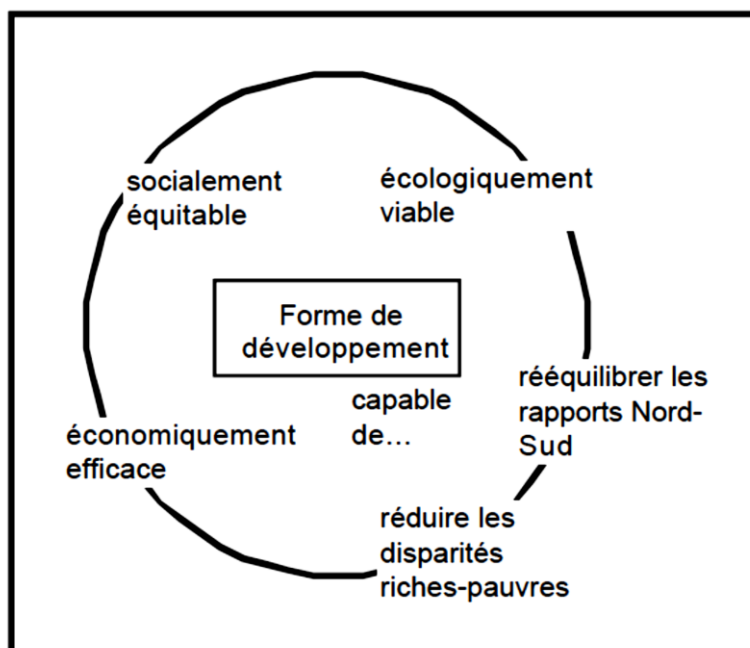 socialement
équitable
écologiquement
viable
Forme de
développement
capable
de...
rééquilibrer les
rapports Nord-
Sud
économiquement
efficace
réduire les
disparités
riches-pauvres